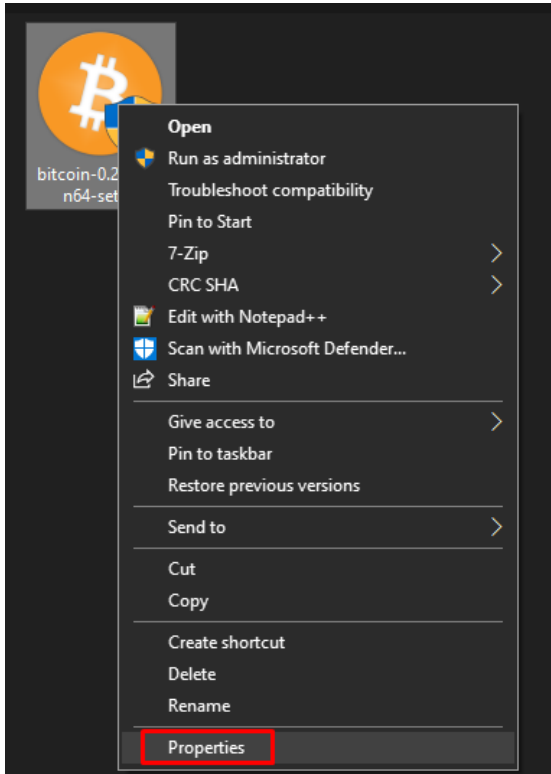 bitcoin-0.2
n64-set
Open
Run as administrator
Troubleshoot compatibility
Pin to Start
7-Zip
CRC SHA
Edit with Notepad++
Scan with Microsoft Defender...
Share
Give access to
Pin to taskbar
Restore previous versions
Send to
Cut
Copy
Create shortcut
Delete
Rename
Properties